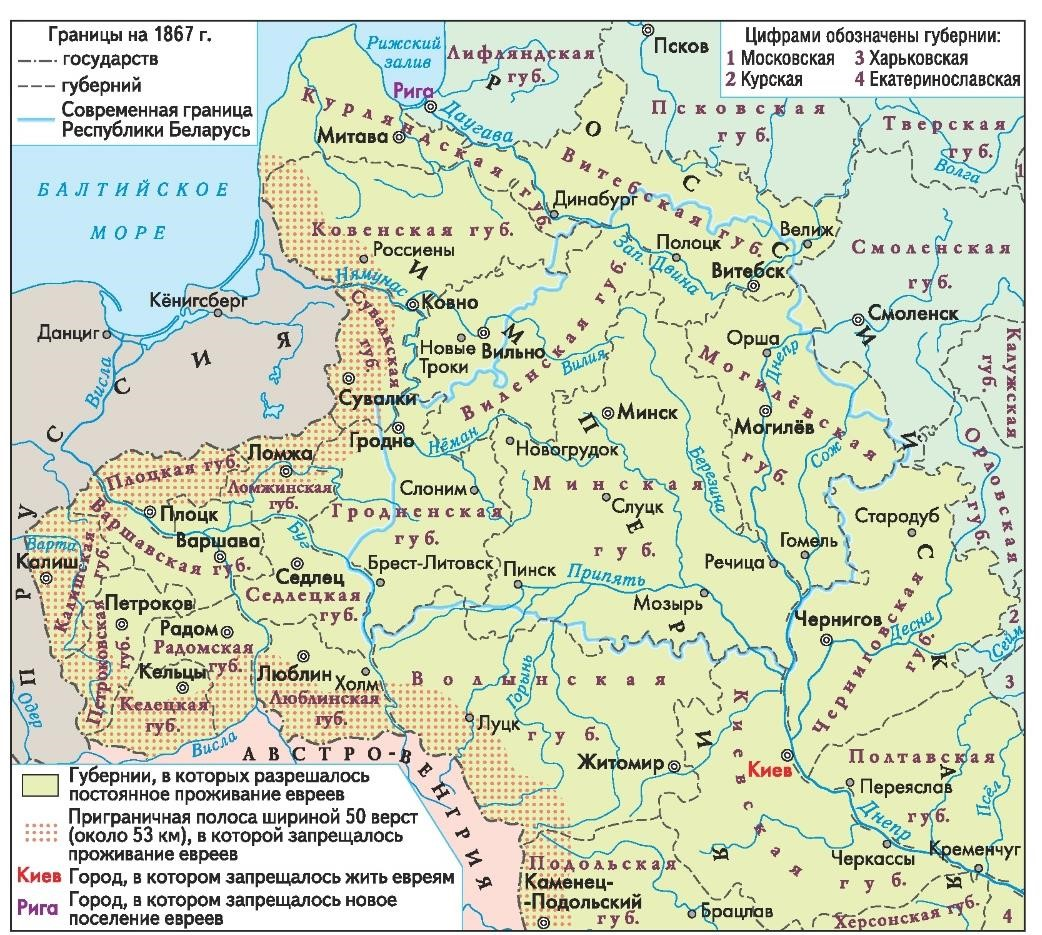 Границы на 1867 г.
государств
губерний
Современная граница
Республики Беларусь
Цифрами обозначены губернии:
1 Московская 3 Харьковская
2 Курская 4 Екатеринославская
Рижский
залив
Лифляндская
губ.
Псков
Рига
Даугава
Курляндская губ.
Митава
Псковская
губ.
Тверская
губ.
Волга
1
БАЛТИЙСКОЕ
МОРЕ
Витебская губ.
Динабург
Ковенская губ.
Россиены
Полоцк
Велиж
Зап. Двина
Витебск
Смоленская
губ.
Нямунас
Ковно
Кёнигсберг
Данциг
Сувалкская
губ.
Новые
Троки
Вильно
Виленская губ.
Вилия
Смоленск
Орша
Днепр
Могилёвская
губ.
Калужская
губ.
Висла
Сувалки
Гродно
Неман
Минск
Могилёв
Сож
Новогрудок
Березина
Орловская
губ.
Ломжа
Плоцкая губ.
Ломжинская
губ.
Слоним
Минская
губ.
Слуцк
Гродненская
губ.
Плоцк
Варшавская губ.
Варшава
Буг
Стародуб
Гомель
Речица
Варта
Калиш
Калишская
губ.
Седлец
Седлецкая
губ.
Брест-Литовск
Пинск
Припять
Мозырь
Петроков
Петроковская
губ.
Радом
Радомская
губ.
Чернигов
Десна
Черниговская
губ.
2
Сейм
3
Кельцы
Келецкая
губ.
Люблин
Холм
Люблинская
губ.
Волынская
губ.
Горынь
Луцк
Одер
Висла
Житомир
Киевская
губ.
Киев
Полтавская
губ.
Переяслав
Псёл
Днепр
Черкассы
Кременчуг
Подольская
губ.
Каменец-
-Подольский
Брацлав
Херсонская губ.
4
ПРУССИЯ
АВСТРО-ВЕНГРИЯ
РОССИЙСКАЯ
ИМПЕРИЯ
Губернии, в которых разрешалось
постоянное проживание евреев
Приграничная полоса шириной 50 верст
(около 53 км), в которой запрещалось
проживание евреев
Киев Город, в котором запрещалось жить евреям
Рига Город, в котором запрещалось новое
поселение евреев